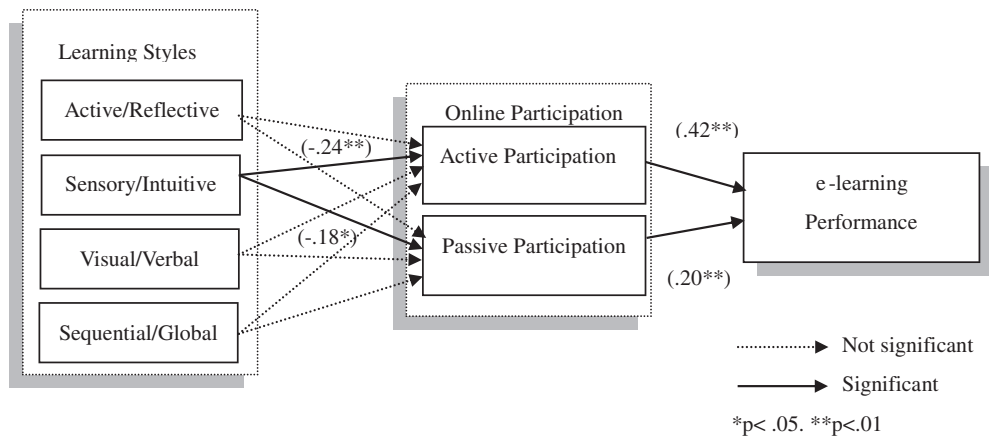 Learning Styles
Active/Reflective
Sensory/Intuitive
Visual/Verbal
Sequential/Global
(-.24**)
(-.18*)
Online Participation
Active Participation
Passive Participation
(.42**)
(.20**)
e-learning
Performance
Not significant
Significant
*p< .05. **p<.01